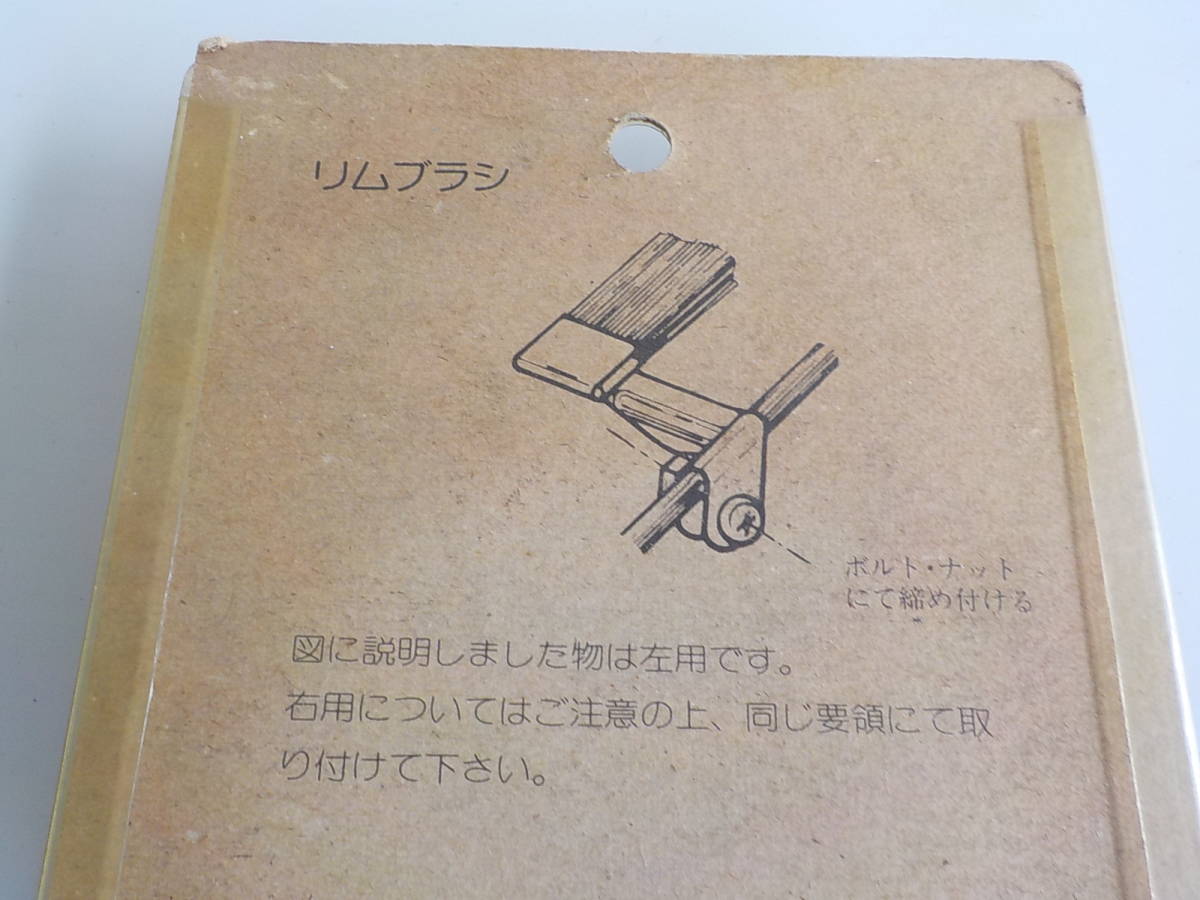 リムブラシ
ボルト・ナット
にて締め付ける
図に説明しました物は左用です。
右用についてはご注意の上、同じ要領にて取
り付けて下さい。